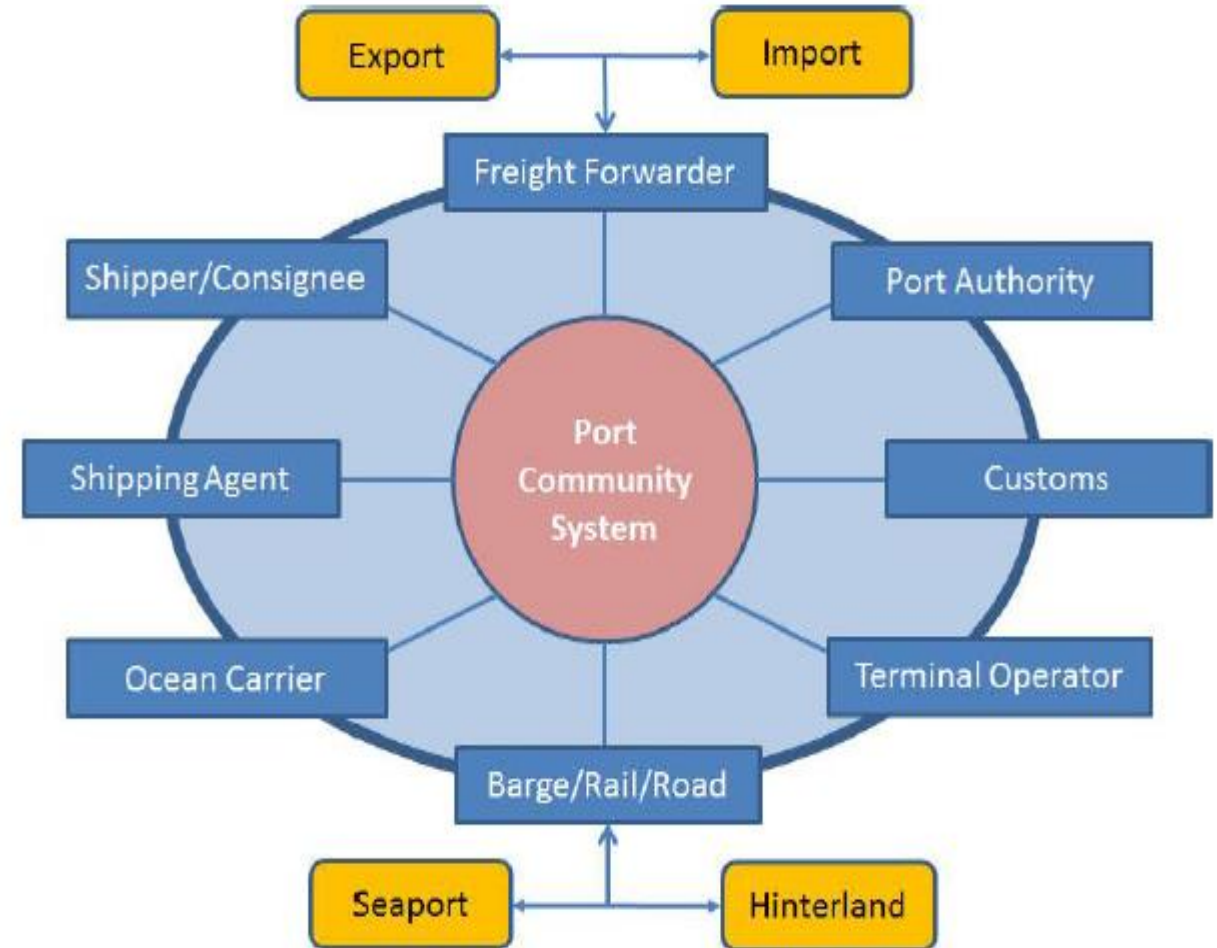 Export
Import
Freight Forwarder
Shipper/Consignee
Port Authority
Port
Community
System
Shipping Agent
Customs
Ocean Carrier
Terminal Operator
Barge/Rail/Road
Seaport
Hinterland